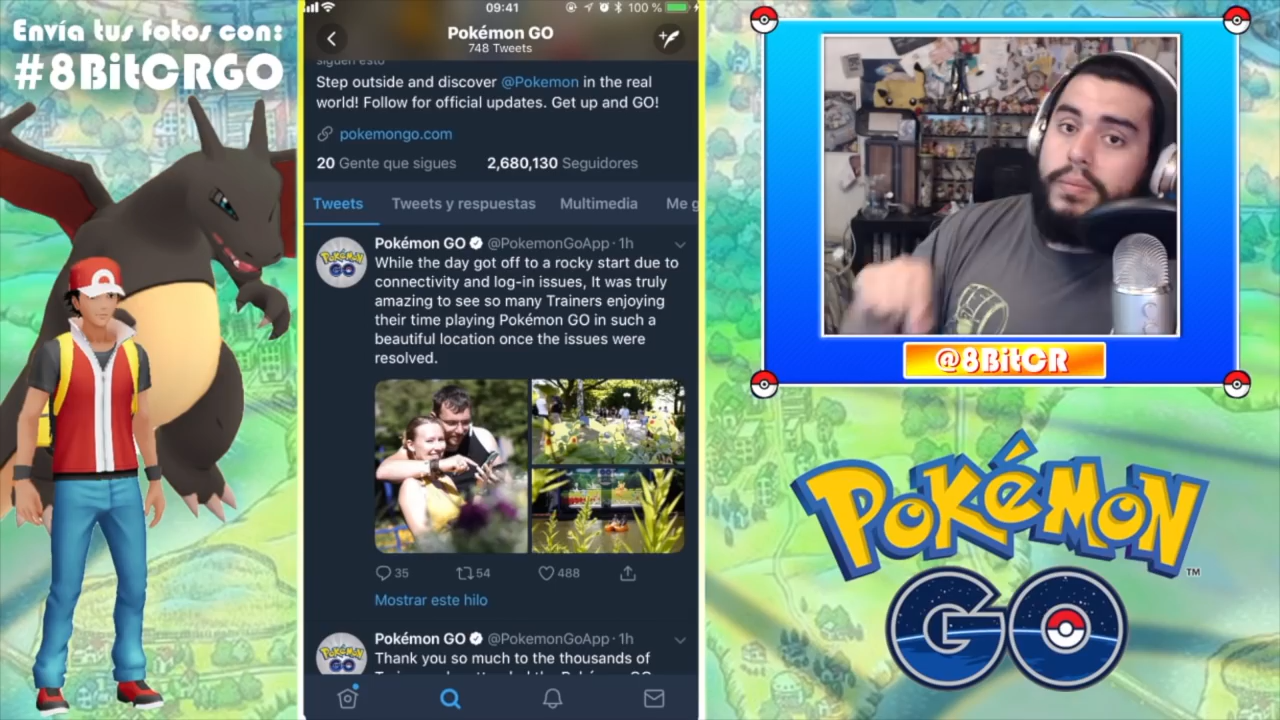 Envía tus fotos con:
#8BitCRGO
09:41
100 %
Pokémon GO
748 Tweets
siguen esto
Step outside and discover @Pokemon in the real
world! Follow for official updates. Get up and GO!
pokemongo.com
20 Gente que sigues 2,680,130 Seguidores
Tweets Tweets y respuestas Multimedia Me g
Pokémon GO @PokemonGoApp · 1h
While the day got off to a rocky start due to
connectivity and log-in issues, It was truly
amazing to see so many Trainers enjoying
their time playing Pokémon GO in such a
beautiful location once the issues were
resolved.
35 54 488
Mostrar este hilo
Pokémon GO @PokemonGoApp · 1h
Thank you so much to the thousands of
@8BitCR
POKÉMON
GO
TM